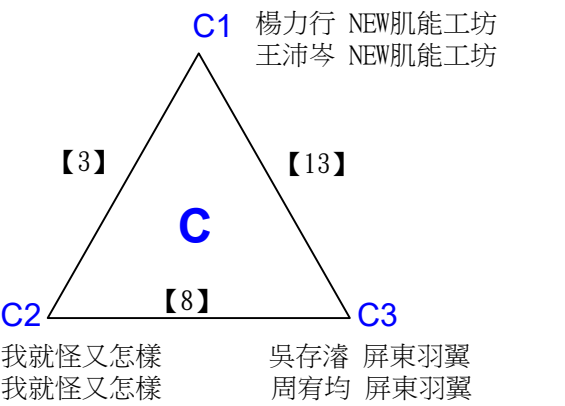 C1 楊力行 NEW肌能工坊
王沛岑 NEW肌能工坊
【3】 【13】
C
【8】
C2 C3
我就怪又怎樣 吳存濬 屏東羽翼
我就怪又怎樣 周宥均 屏東羽翼